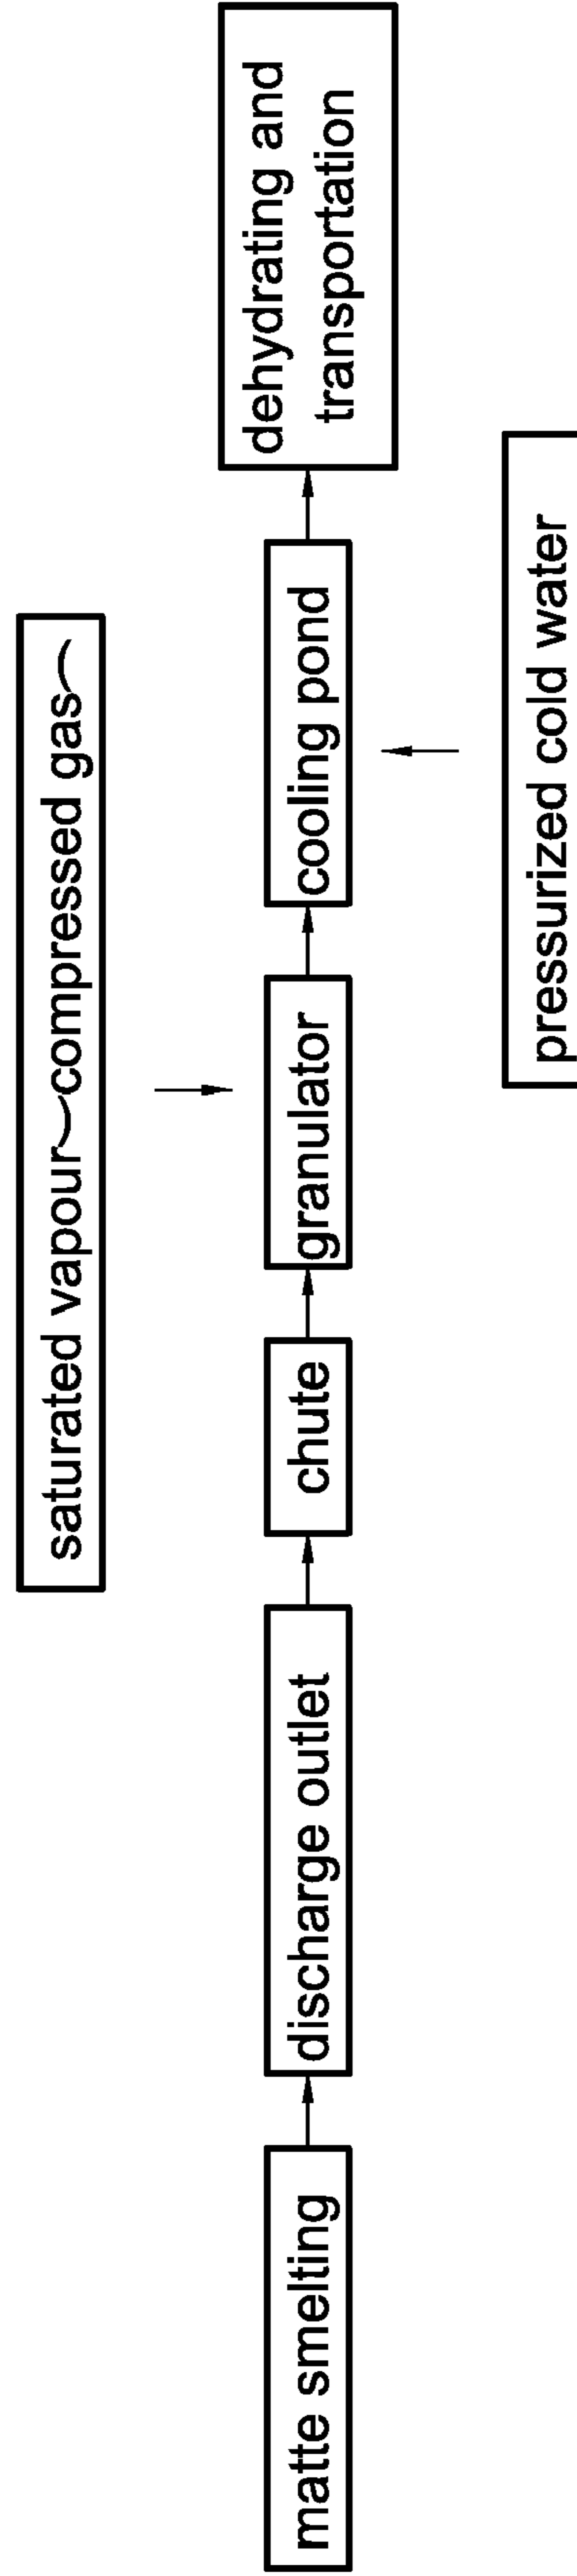 saturated vapour（compressed gas）
matte smelting
discharge outlet
chute
granulator
cooling pond
dehydrating and
transportation
pressurized cold water